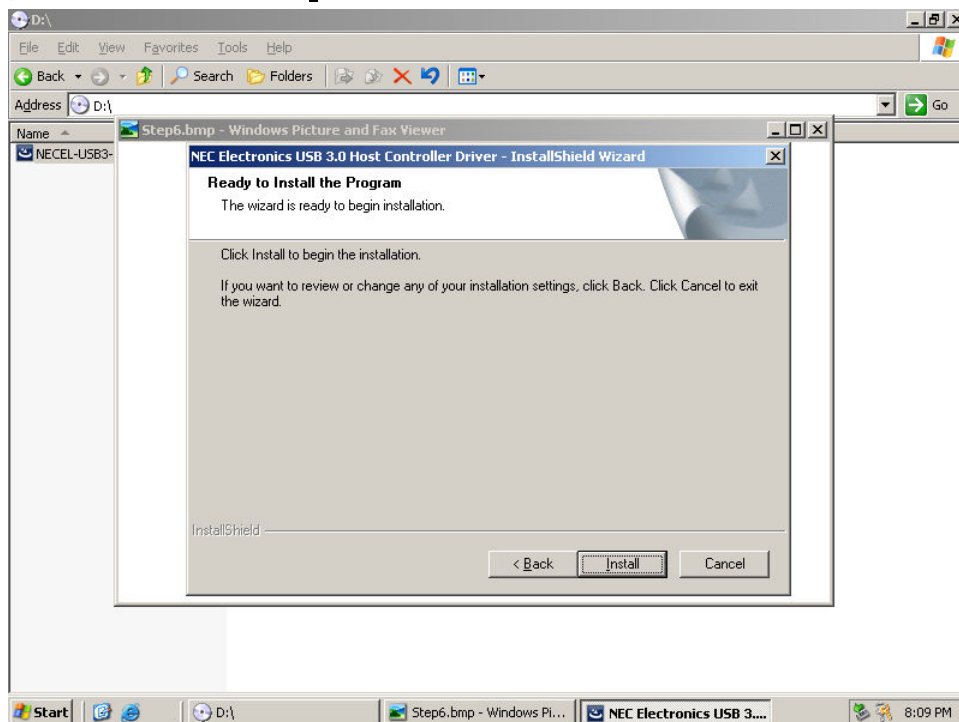 D:\
File Edit View Favorites Tools Help
Back Search Folders
Address D:\ Go
Name
NECEL-USB3-
Step6.bmp - Windows Picture and Fax Viewer
NEC Electronics USB 3.0 Host Controller Driver - InstallShield Wizard
Ready to Install the Program
The wizard is ready to begin installation.
Click Install to begin the installation.
If you want to review or change any of your installation settings, click Back. Click Cancel to exit
the wizard.
InstallShield
< Back Install Cancel
Start D:\ Step6.bmp - Windows Pi... NEC Electronics USB 3.... 8:09 PM